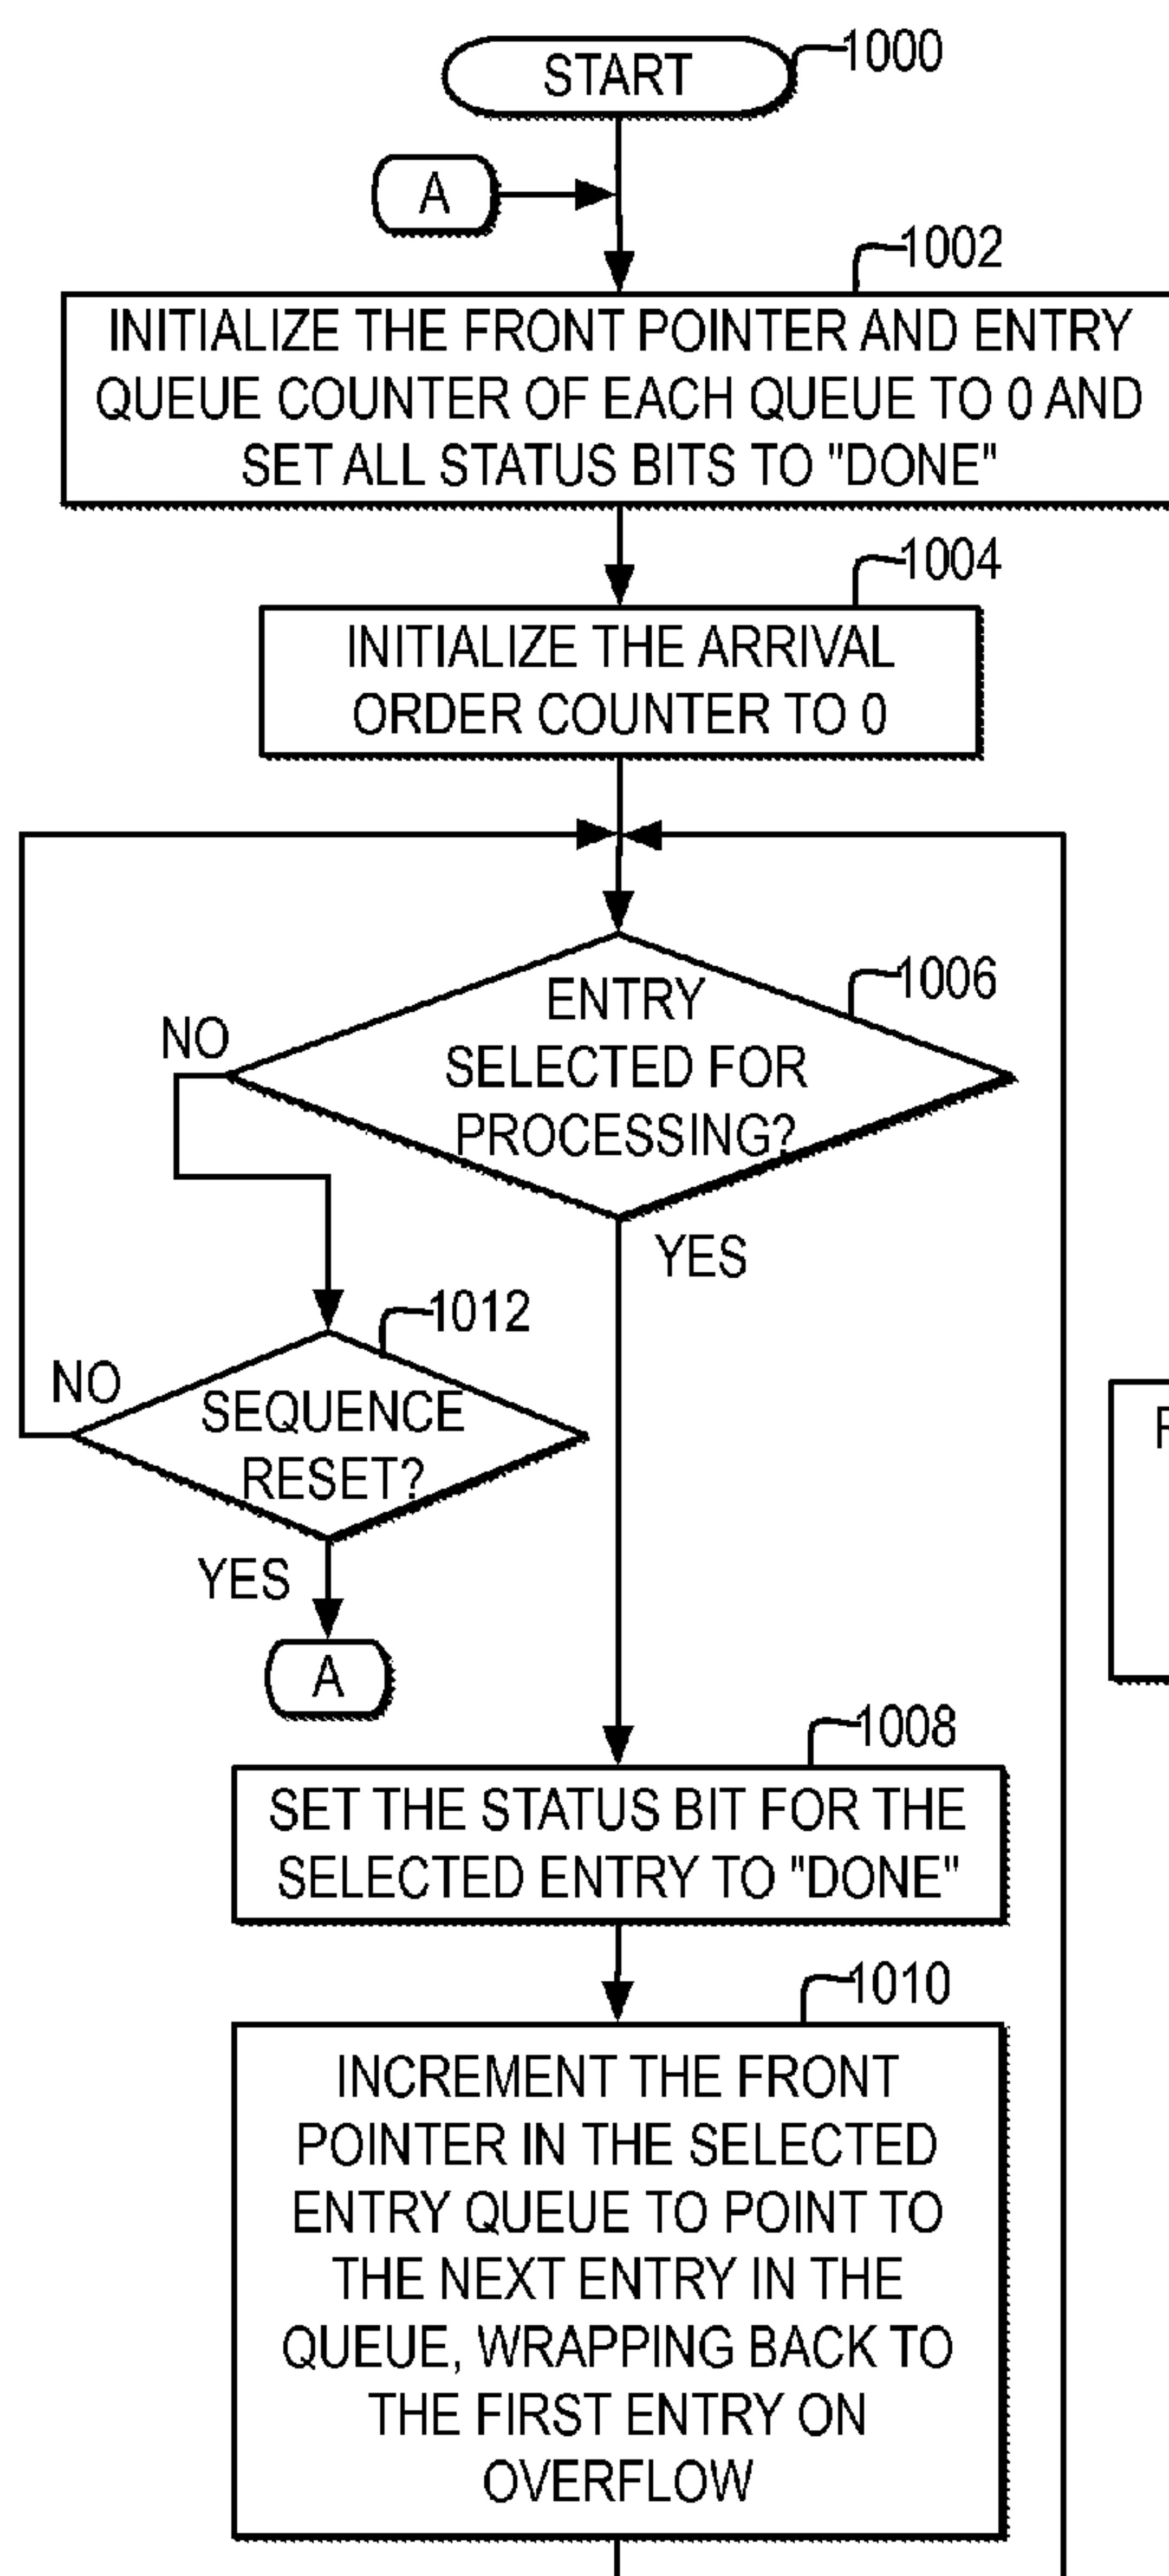 START
1000
A
1002
INITIALIZE THE FRONT POINTER AND ENTRY
QUEUE COUNTER OF EACH QUEUE TO 0 AND
SET ALL STATUS BITS TO "DONE"
1004
INITIALIZE THE ARRIVAL
ORDER COUNTER TO 0
1006
ENTRY
SELECTED FOR
PROCESSING?
NO
YES
1012
SEQUENCE
RESET?
NO
YES
A
1008
SET THE STATUS BIT FOR THE
SELECTED ENTRY TO "DONE"
1010
INCREMENT THE FRONT
POINTER IN THE SELECTED
ENTRY QUEUE TO POINT TO
THE NEXT ENTRY IN THE
QUEUE, WRAPPING BACK TO
THE FIRST ENTRY ON
OVERFLOW